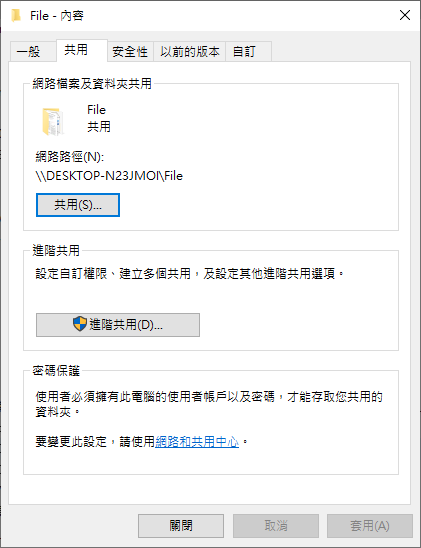 File - 內容
一般
共用
安全性
以前的版本
自訂
網路檔案及資料夾共用
File
共用
網路路徑(N):
\\DESKTOP-N23JMOI\File
共用(S)...
進階共用
設定自訂權限、建立多個共用，及設定其他進階共用選項。
進階共用(D)...
密碼保護
使用者必須擁有此電腦的使用者帳戶以及密碼，才能存取您共用的
資料夾。
要變更此設定，請使用網路和共用中心。
關閉
取消
套用(A)